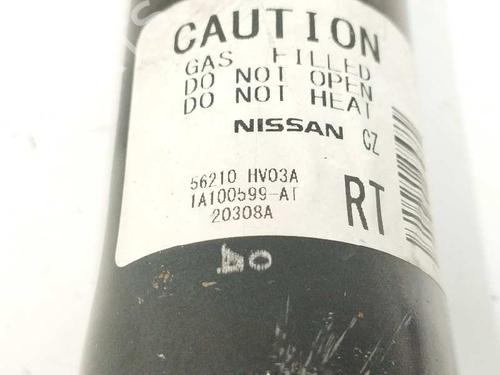 CAUTION
GAS FILLED
DO NOT OPEN
DO NOT HEAT
NISSAN CZ
56210 HV03A
1A100599-AT
20308A
RT